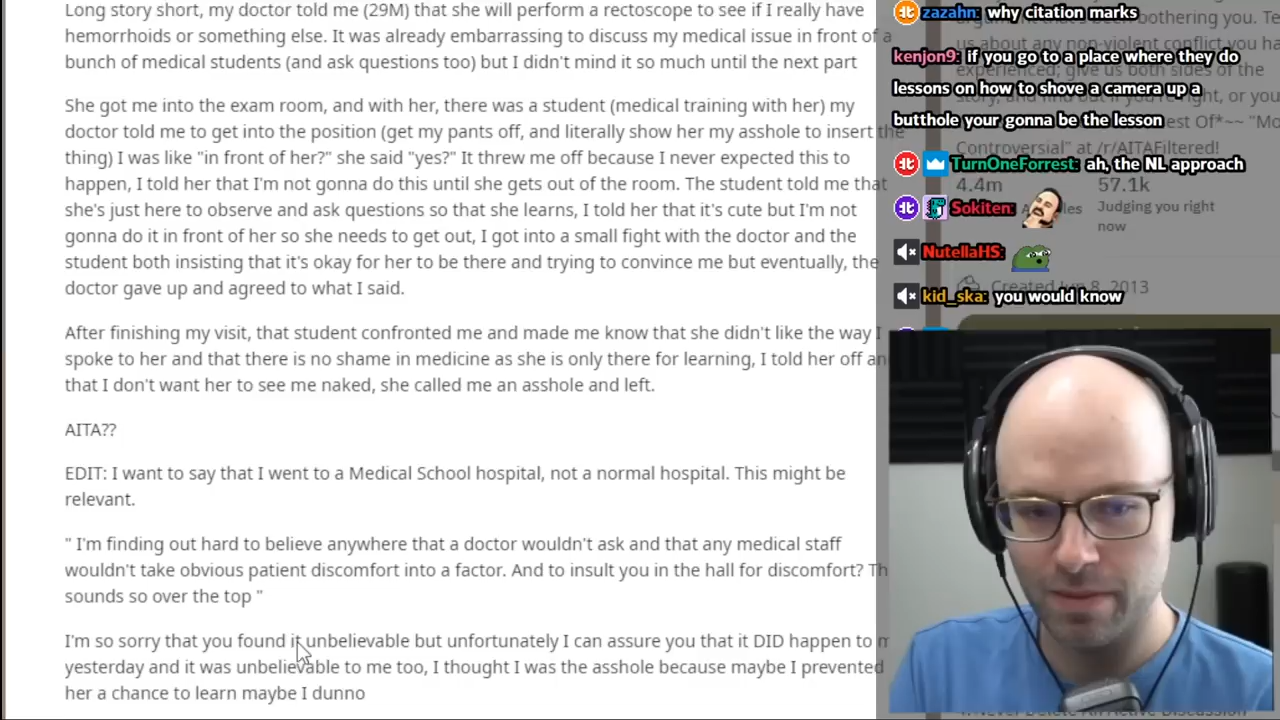 Long story short, my doctor told me (29M) that she will perform a rectoscope to see if I really have
hemorrhoids or something else. It was already embarrassing to discuss my medical issue in front of a
bunch of medical students (and ask questions too) but I didn't mind it so much until the next part
She got me into the exam room, and with her, there was a student (medical training with her) my
doctor told me to get into the position (get my pants off, and literally show her my asshole to insert the
thing) I was like "in front of her?" she said "yes?" It threw me off because I never expected this to
happen, I told her that I'm not gonna do this until she gets out of the room. The student told me that
she's just here to observe and ask questions so that she learns, I told her that it's cute but I'm not
gonna do it in front of her so she needs to get out, I got into a small fight with the doctor and the
student both insisting that it's okay for her to be there and trying to convince me but eventually, the
doctor gave up and agreed to what I said.
After finishing my visit, that student confronted me and made me know that she didn't like the way I
spoke to her and that there is no shame in medicine as she is only there for learning, I told her off an
that I don't want her to see me naked, she called me an asshole and left.
AITA??
EDIT: I want to say that I went to a Medical School hospital, not a normal hospital. This might be
relevant.
" I'm finding out hard to believe anywhere that a doctor wouldn't ask and that any medical staff
wouldn't take obvious patient discomfort into a factor. And to insult you in the hall for discomfort? Th
sounds so over the top "
I'm so sorry that you found it unbelievable but unfortunately I can assure you that it DID happen to m
yesterday and it was unbelievable to me too, I thought I was the asshole because maybe I prevented
her a chance to learn maybe I dunno
zazahn: why citation marks
kenjon9: if you go to a place where they do
lessons on how to shove a camera up a
butthole your gonna be the lesson
Controversial" at /r/AITAFiltered!
TurnOneForrest: ah, the NL approach
4.4m 57.1k
Sokiten:
Judging you right
now
NutellaHS:
Created Jun 8, 2013
kid_ska: you would know